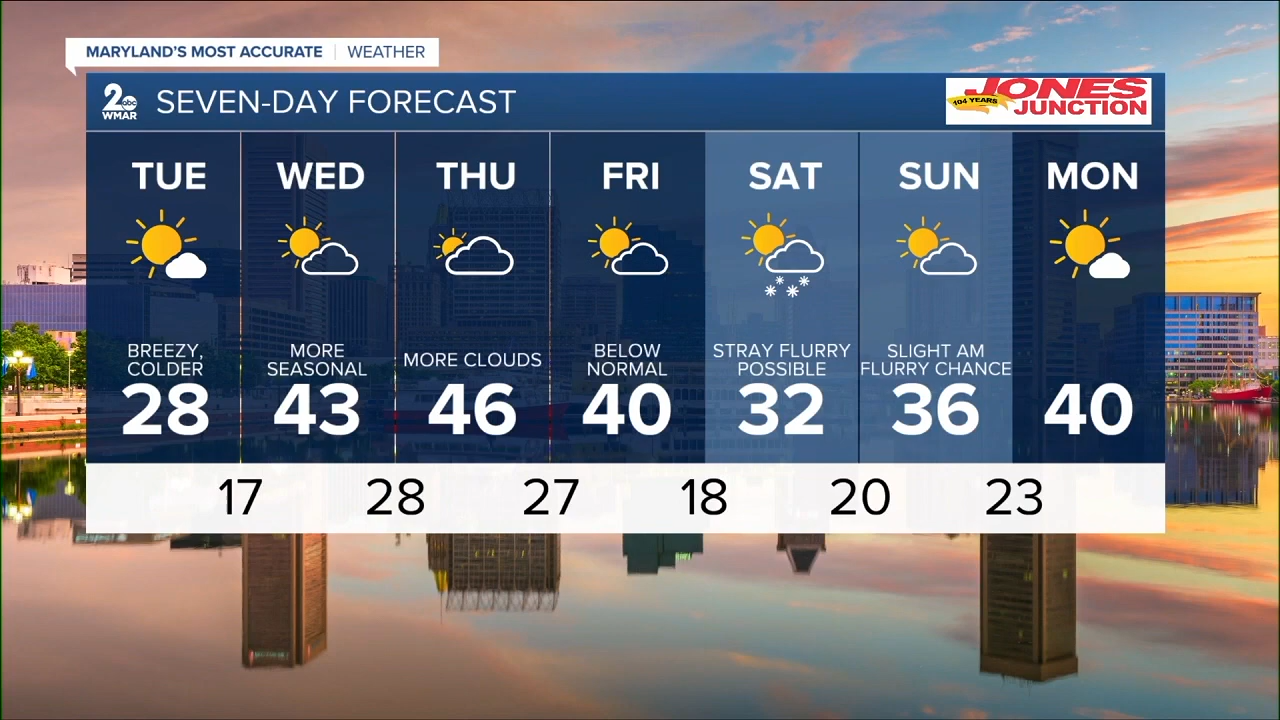 MARYLAND'S MOST ACCURATE | WEATHER
2 abc
WMAR
SEVEN-DAY FORECAST
104 YEARS
JONES
JUNCTION
TUE WED THU FRI SAT SUN MON
BREEZY,
COLDER
MORE
SEASONAL
MORE CLOUDS
BELOW
NORMAL
STRAY FLURRY
POSSIBLE
SLIGHT AM
FLURRY CHANCE
28 43 46 40 32 36 40
17 28 27 18 20 23